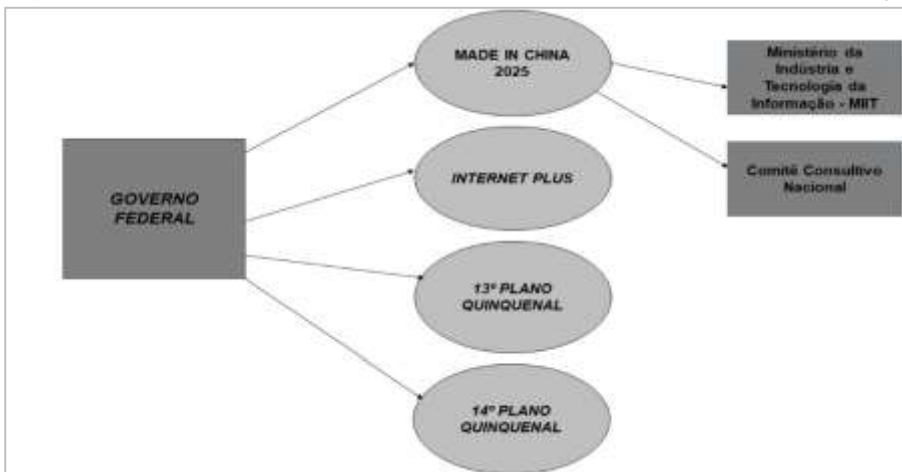 MADE IN CHINA
2025
Ministério da
Indústria e
Tecnologia da
Informação - MIIT
GOVERNO
FEDERAL
INTERNET PLUS
Comitê Consultivo
Nacional
13º PLANO
QUINQUENAL
14º PLANO
QUINQUENAL